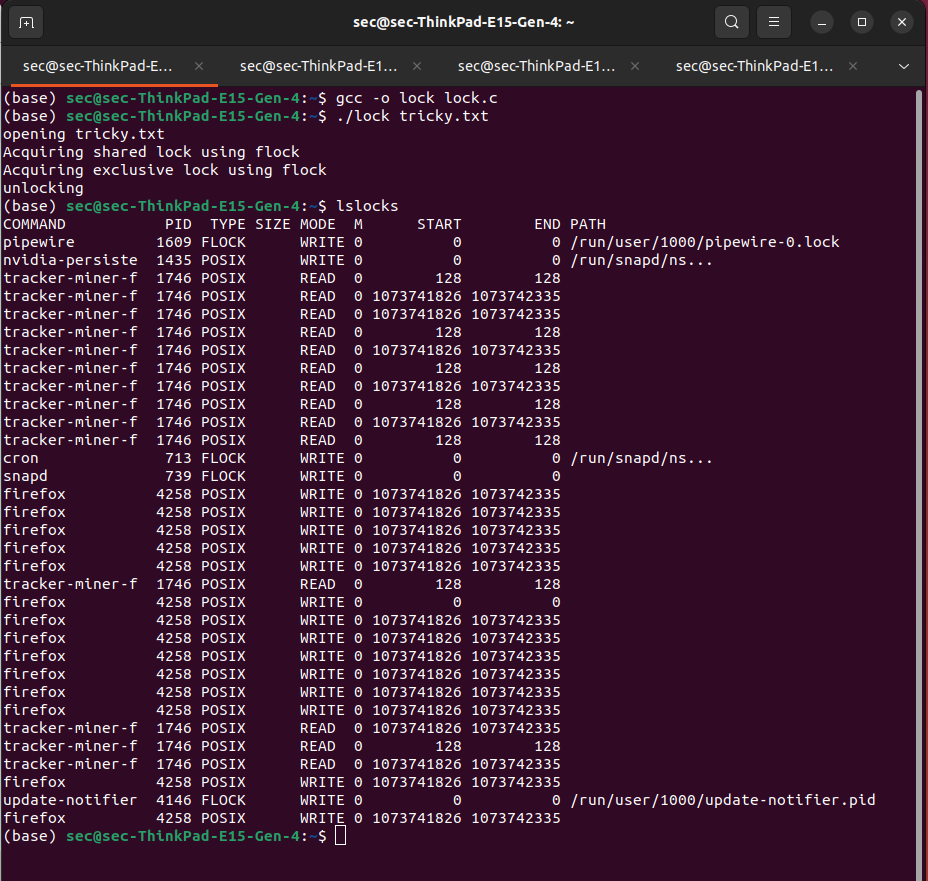 sec@sec-ThinkPad-E15-Gen-4: ~
sec@sec-ThinkPad-E... sec@sec-ThinkPad-E1... sec@sec-ThinkPad-E1... sec@sec-ThinkPad-E1...
(base) sec@sec-ThinkPad-E15-Gen-4:~$ gcc -o lock lock.c
(base) sec@sec-ThinkPad-E15-Gen-4:~$ ./lock tricky.txt
opening tricky.txt
Acquiring shared lock using flock
Acquiring exclusive lock using flock
unlocking
(base) sec@sec-ThinkPad-E15-Gen-4:~$ lslocks
COMMAND           PID  TYPE SIZE MODE  M      START        END PATH
pipewire         1609 FLOCK      WRITE 0          0          0 /run/user/1000/pipewire-0.lock
nvidia-persiste  1435 POSIX      WRITE 0          0          0 /run/snapd/ns...
tracker-miner-f  1746 POSIX      READ  0        128        128
tracker-miner-f  1746 POSIX      READ  0 1073741826 1073742335
tracker-miner-f  1746 POSIX      READ  0 1073741826 1073742335
tracker-miner-f  1746 POSIX      READ  0        128        128
tracker-miner-f  1746 POSIX      READ  0 1073741826 1073742335
tracker-miner-f  1746 POSIX      READ  0        128        128
tracker-miner-f  1746 POSIX      READ  0 1073741826 1073742335
tracker-miner-f  1746 POSIX      READ  0        128        128
tracker-miner-f  1746 POSIX      READ  0 1073741826 1073742335
tracker-miner-f  1746 POSIX      READ  0        128        128
cron              713 FLOCK      WRITE 0          0          0 /run/snapd/ns...
snapd             739 FLOCK      WRITE 0          0          0
firefox          4258 POSIX      WRITE 0 1073741826 1073742335
firefox          4258 POSIX      WRITE 0 1073741826 1073742335
firefox          4258 POSIX      WRITE 0 1073741826 1073742335
firefox          4258 POSIX      WRITE 0 1073741826 1073742335
firefox          4258 POSIX      WRITE 0 1073741826 1073742335
tracker-miner-f  1746 POSIX      READ  0        128        128
firefox          4258 POSIX      WRITE 0          0          0
firefox          4258 POSIX      WRITE 0 1073741826 1073742335
firefox          4258 POSIX      WRITE 0 1073741826 1073742335
firefox          4258 POSIX      WRITE 0 1073741826 1073742335
firefox          4258 POSIX      WRITE 0 1073741826 1073742335
firefox          4258 POSIX      WRITE 0 1073741826 1073742335
firefox          4258 POSIX      WRITE 0 1073741826 1073742335
tracker-miner-f  1746 POSIX      READ  0 1073741826 1073742335
tracker-miner-f  1746 POSIX      READ  0        128        128
tracker-miner-f  1746 POSIX      READ  0 1073741826 1073742335
firefox          4258 POSIX      WRITE 0 1073741826 1073742335
update-notifier  4146 FLOCK      WRITE 0          0          0 /run/user/1000/update-notifier.pid
firefox          4258 POSIX      WRITE 0 1073741826 1073742335
(base) sec@sec-ThinkPad-E15-Gen-4:~$